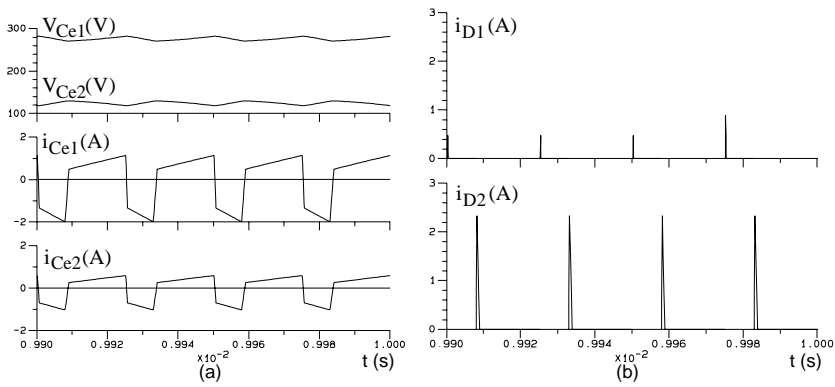 V_Ce1(V)
300
200
V_Ce2(V)
100
i_Ce1(A)
2
0
-2
i_Ce2(A)
2
0
-2
0.990 0.992 0.994 0.996 0.998 1.000
x10^-2
t (s)
(a)
i_D1(A)
3
2
1
0
i_D2(A)
3
2
1
0
0.990 0.992 0.994 0.996 0.998 1.000
x10^-2
t (s)
(b)